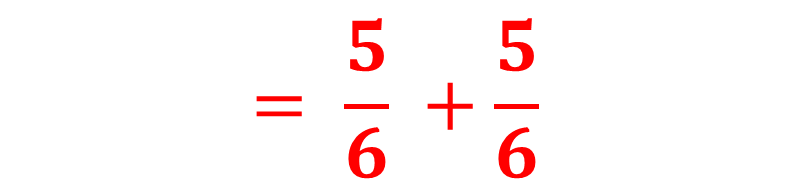 = 5/6 + 5/6